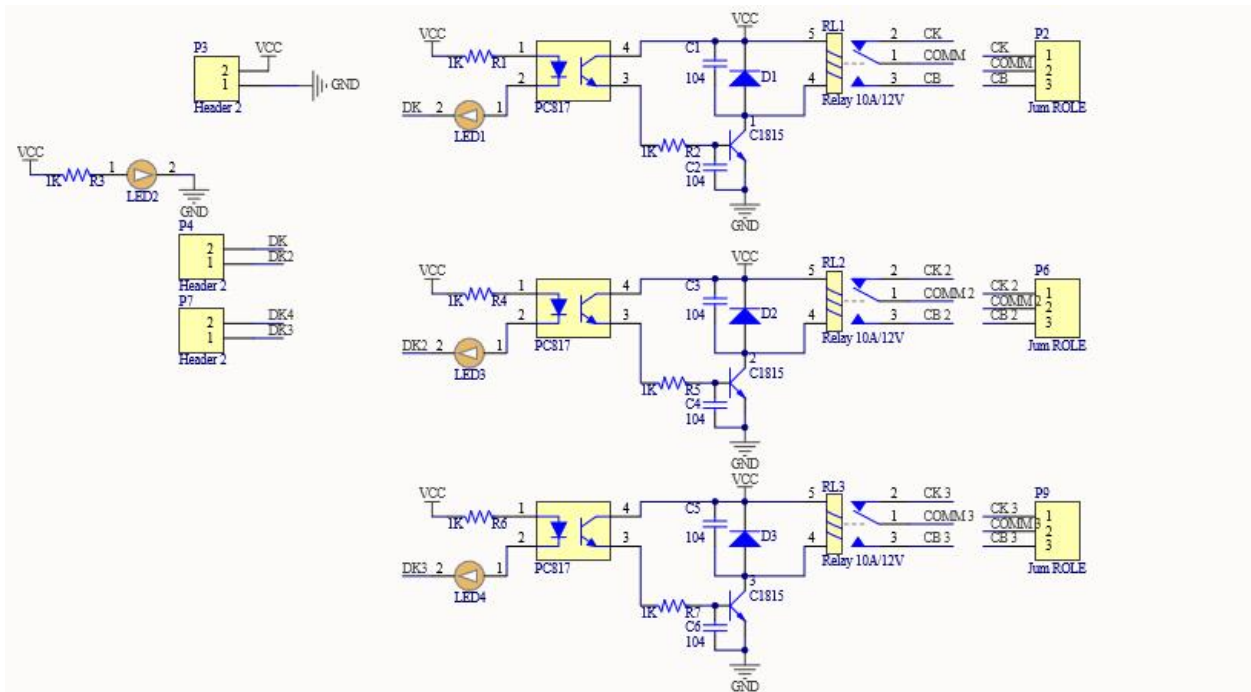 P3
VCC
2
1
GND
Header 2
VCC
1K R3
1
2
LED2
GND
P4
2
1
DK
DK2
Header 2
P7
2
1
DK4
DK3
Header 2
VCC
1K R1
1
2
4
3
PC817
DK 2
1
LED1
C1
104
VCC
D1
1K R2
C2
104
1
C1815
GND
RL1
5
4
2 CK
1 COMM
3 CB
Relay 10A/12V
P2
CK 1
COMM 2
CB 3
Jum ROLE
VCC
1K R4
1
2
4
3
PC817
DK2 2
1
LED3
C3
104
VCC
D2
1K R5
C4
104
2
C1815
GND
RL2
5
4
2 CK 2
1 COMM 2
3 CB 2
Relay 10A/12V
P6
CK 2 1
COMM 2 2
CB 2 3
Jum ROLE
VCC
1K R6
1
2
4
3
PC817
DK3 2
1
LED4
C5
104
VCC
D3
1K R7
C6
104
3
C1815
GND
RL3
5
4
2 CK 3
1 COMM 3
3 CB 3
Relay 10A/12V
P9
CK 3 1
COMM 3 2
CB 3 3
Jum ROLE